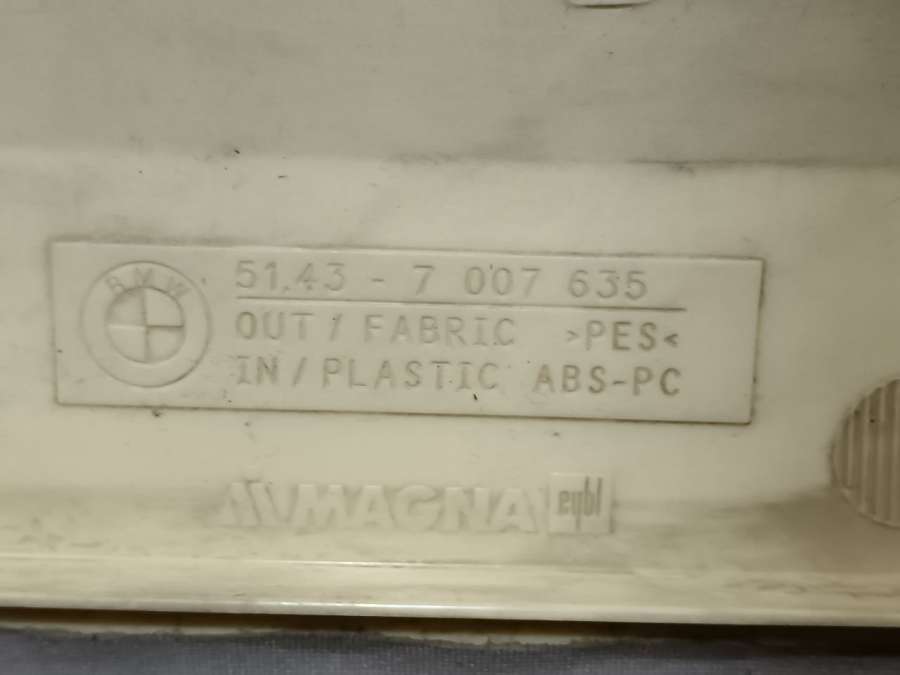 BMW
51.43 - 7 007 635
OUT / FABRIC >PES<
IN / PLASTIC ABS-PC
MAGNA eybl